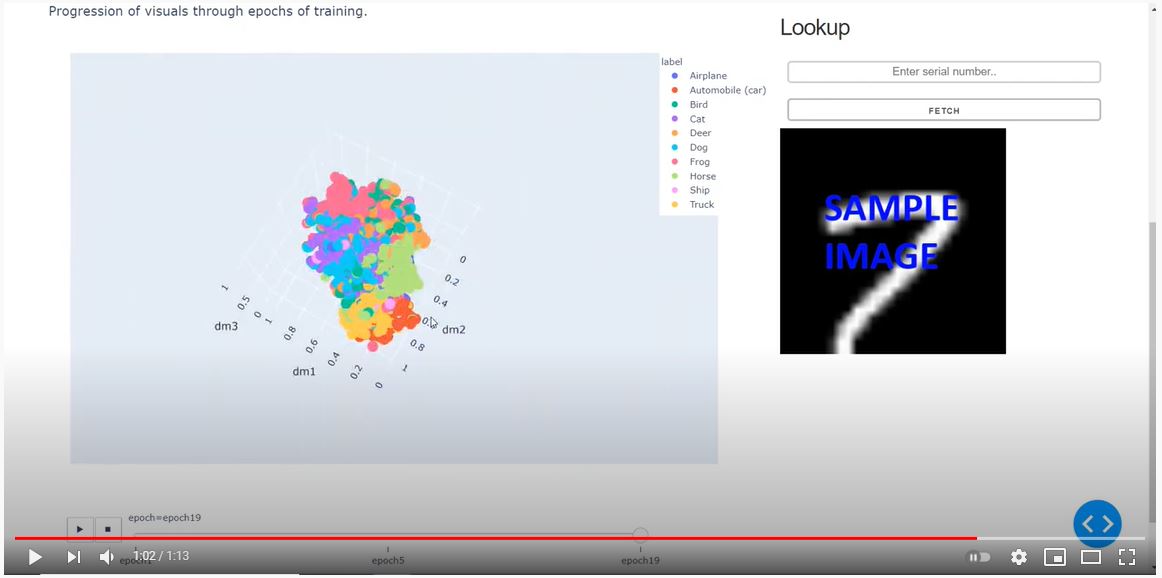 Progression of visuals through epochs of training.
Lookup
Enter serial number..
FETCH
label
Airplane
Automobile (car)
Bird
Cat
Deer
Dog
Frog
Horse
Ship
Truck
SAMPLE
IMAGE
0
0.2
0.4
dm2
0.8
1
1
0.5
0
dm3
1
0.8
0.6
0.4
0.2
0
dm1
epoch=epoch19
1:02 / 1:13
epoch1
epoch5
epoch19